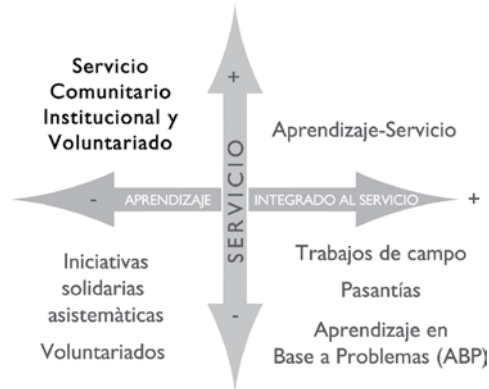 Servicio
Comunitario
Institucional y
Voluntariado
+
Aprendizaje-Servicio
SERVICIO
- APRENDIZAJE INTEGRADO AL SERVICIO +
Iniciativas
solidarias
asistemàticas
Voluntariados
-
Trabajos de campo
Pasantías
Aprendizaje en
Base a Problemas (ABP)